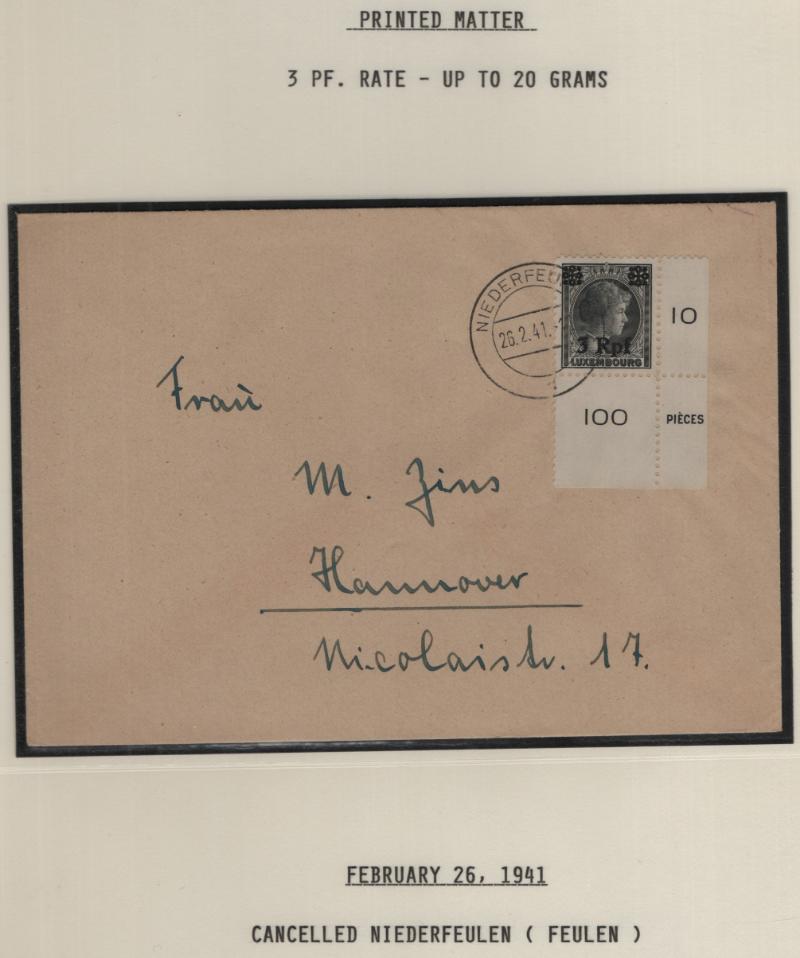 PRINTED MATTER
3 PF. RATE - UP TO 20 GRAMS
NIEDERFEU
26.2.41.
3 Rpf
LUXEMBOURG
10
100
PIÈCES
Frau
M. Zins
Hannover
Nicolaistr. 17.
FEBRUARY 26, 1941
CANCELLED NIEDERFEULEN ( FEULEN )